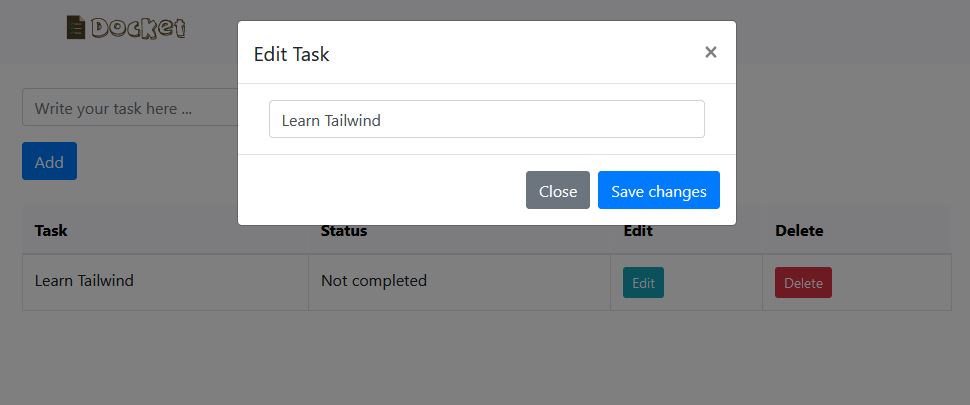 Docket
Edit Task ×
Write your task here ...
Learn Tailwind
Add
Close Save changes
Task Status Edit Delete
Learn Tailwind Not completed Edit Delete